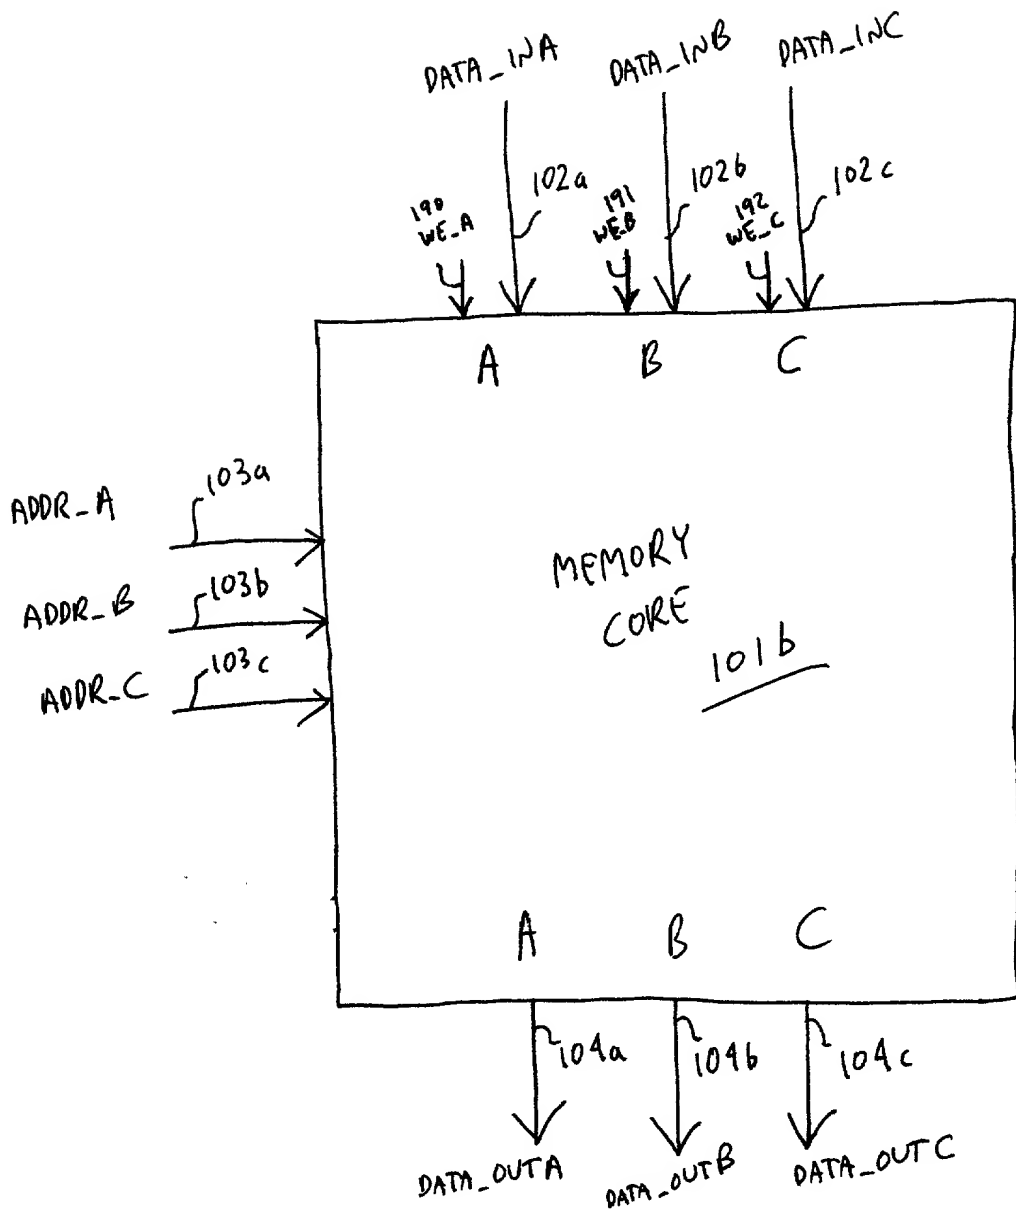 DATA_INA
DATA_INB
DATA_INC
102a
102b
102c
190
WE_A
191
WE_B
192
WE_C
A
B
C
ADDR_A
103a
ADDR_B
103b
ADDR_C
103c
MEMORY
CORE
101b
A
B
C
104a
104b
104c
DATA_OUTA
DATA_OUTB
DATA_OUTC